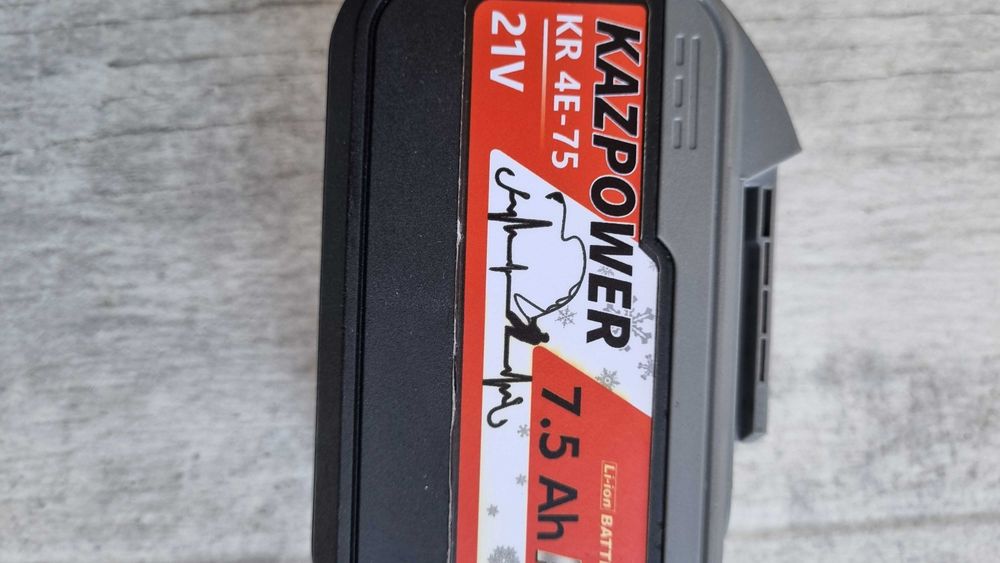 KAZPOWER
KR 4E-75
21V
7.5 Ah
Li-ion